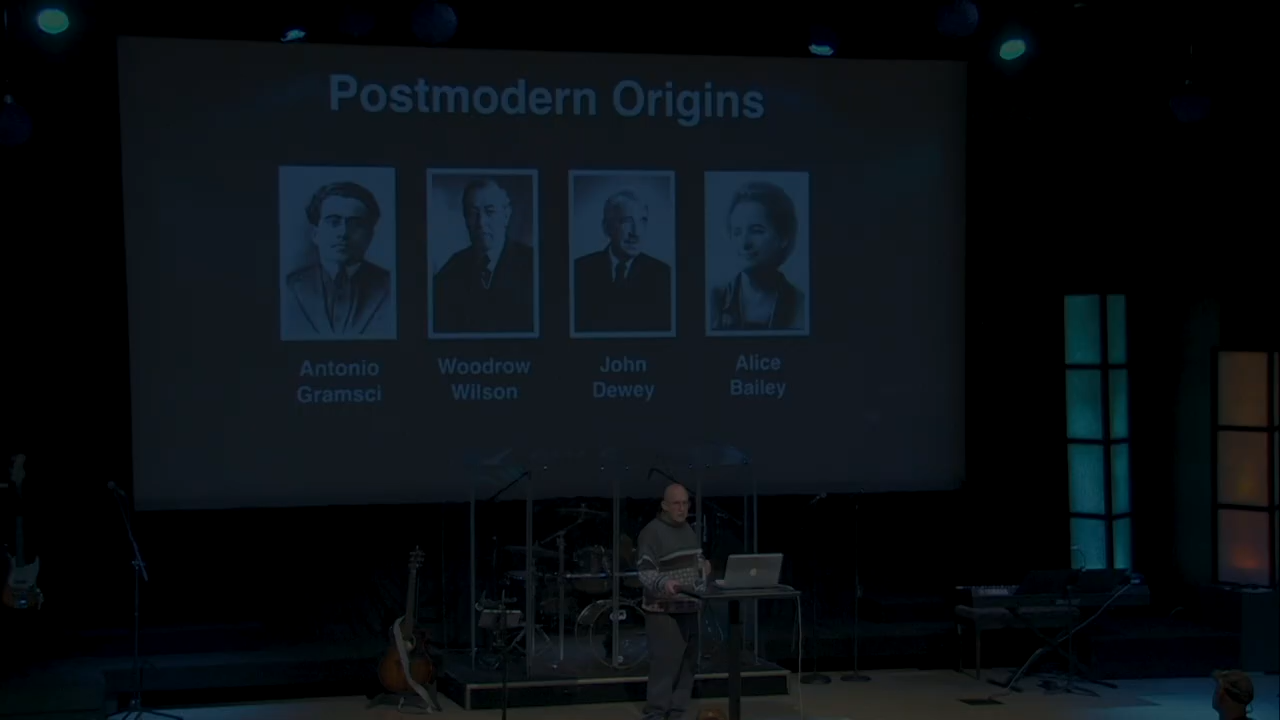 Postmodern Origins
Antonio
Gramsci
Woodrow
Wilson
John
Dewey
Alice
Bailey